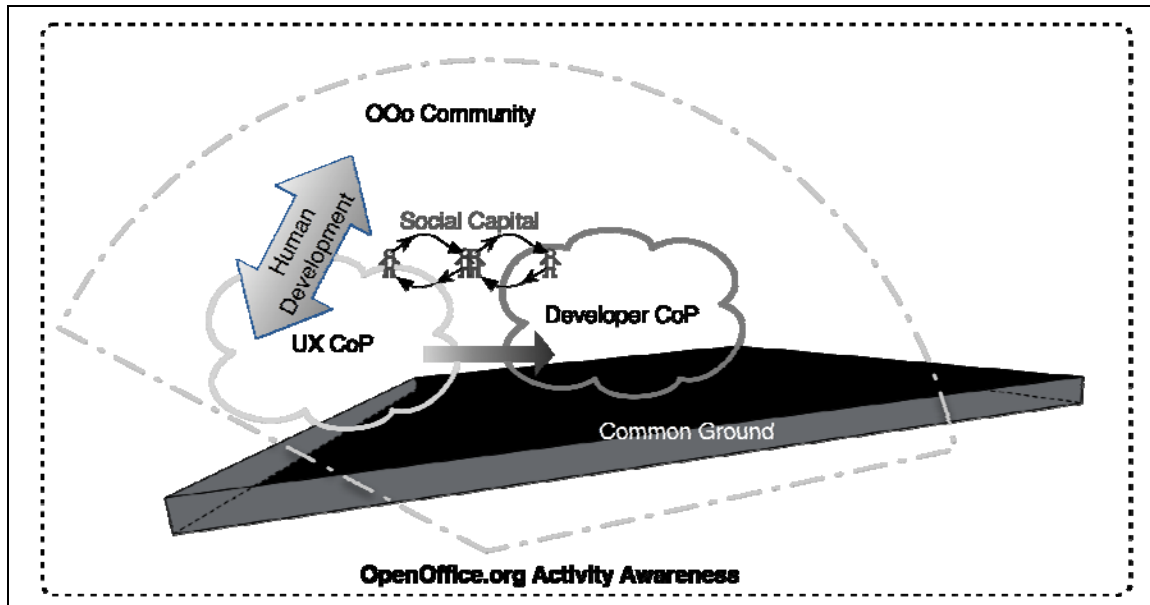 OOo Community
Social Capital
Human
Development
Developer CoP
UX CoP
Common Ground
OpenOffice.org Activity Awareness